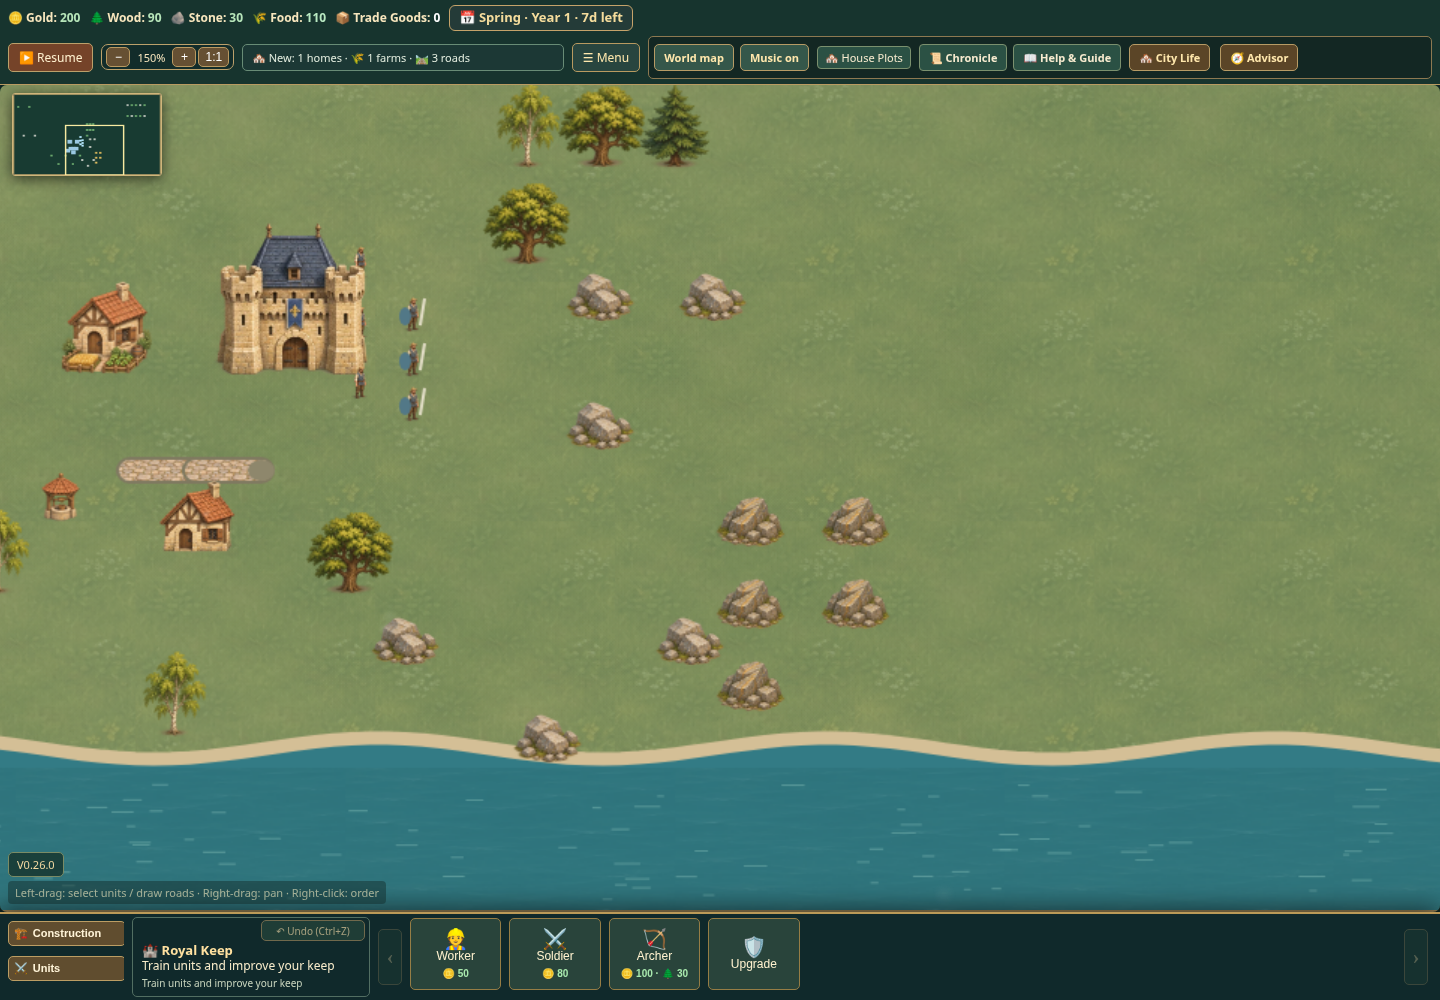 🪙 Gold: 200 🌲 Wood: 90 🪨 Stone: 30 🌾 Food: 110 📦 Trade Goods: 0 📅 Spring · Year 1 · 7d left
▶️ Resume − 150% + 1:1 🏘️ New: 1 homes · 🌾 1 farms · 🛤️ 3 roads ☰ Menu World map Music on 🏘️ House Plots 📜 Chronicle 📖 Help & Guide 🏘️ City Life 🧭 Advisor
V0.26.0
Left-drag: select units / draw roads · Right-drag: pan · Right-click: order
🏗️ Construction
⚔️ Units
↶ Undo (Ctrl+Z)
🏰 Royal Keep
Train units and improve your keep
Train units and improve your keep
‹
Worker
🪙 50
Soldier
🪙 80
Archer
🪙 100 · 🌲 30
Upgrade
›